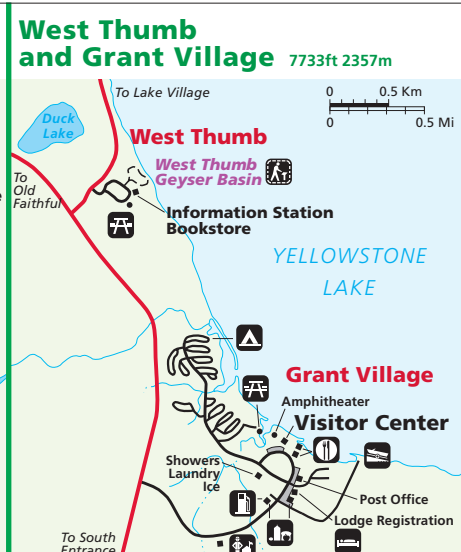 West Thumb
and Grant Village 7733ft 2357m
To Lake Village
0 0.5 Km
0 0.5 Mi
Duck
Lake
West Thumb
West Thumb
Geyser Basin
To
Old
Faithful
Information Station
Bookstore
YELLOWSTONE
LAKE
Grant Village
Amphitheater
Visitor Center
Showers
Laundry
Ice
Post Office
Lodge Registration
To South
Entrance